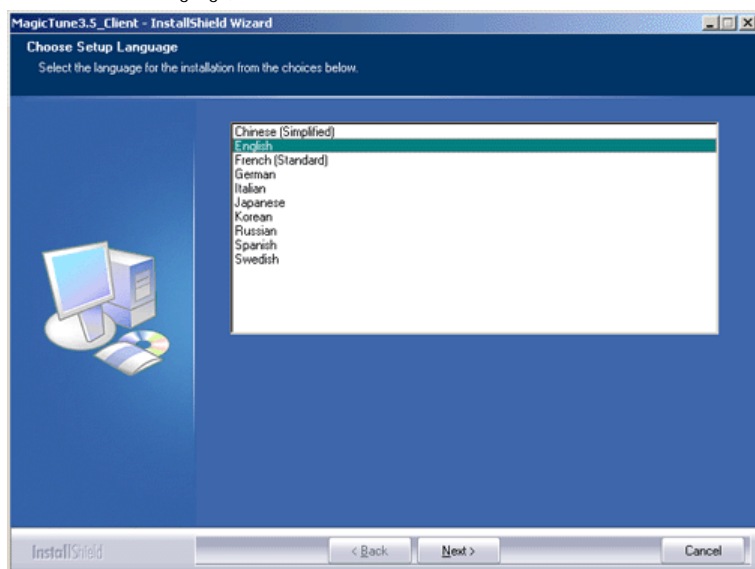 MagicTune3.5_Client - InstallShield Wizard
Choose Setup Language
Select the language for the installation from the choices below.
Chinese (Simplified)
English
French (Standard)
German
Italian
Japanese
Korean
Russian
Spanish
Swedish
InstallShield
< Back
Next >
Cancel